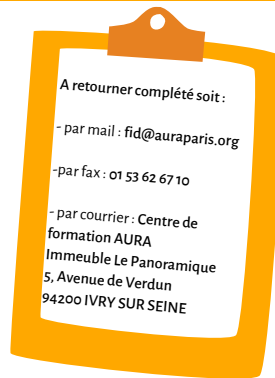 A retourner complété soit :
- par mail : fid@auraparis.org
-par fax : 01 53 62 67 10
- par courrier : Centre de
formation AURA
Immeuble Le Panoramique
5, Avenue de Verdun
94200 IVRY SUR SEINE